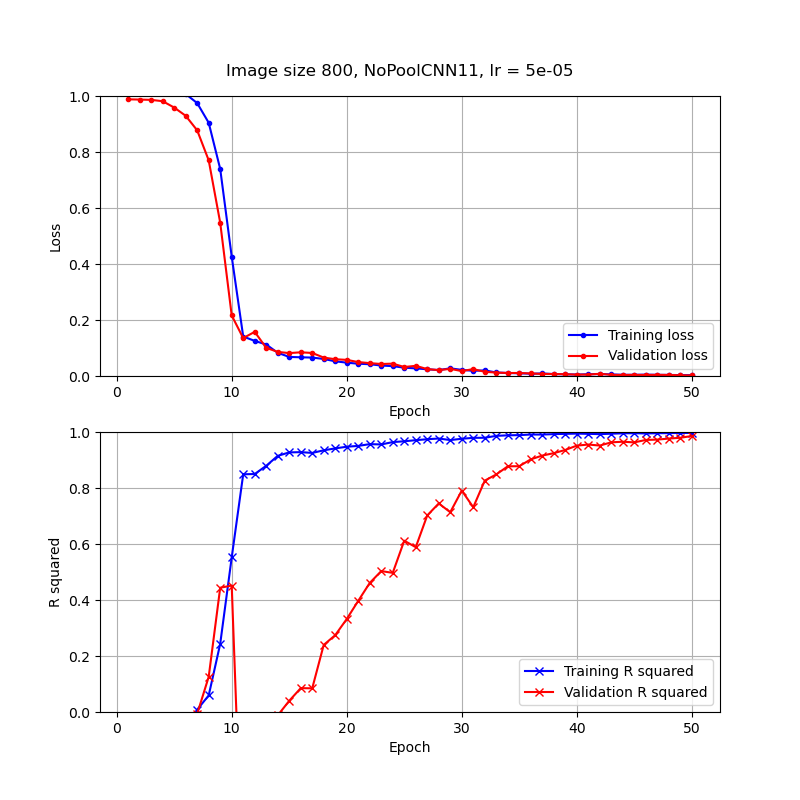 Image size 800, NoPoolCNN11, lr = 5e-05
1.0
0.8
0.6
0.4
0.2
0.0
Loss
Training loss
Validation loss
0 10 20 30 40 50
Epoch
1.0
0.8
0.6
0.4
0.2
0.0
R squared
Training R squared
Validation R squared
0 10 20 30 40 50
Epoch